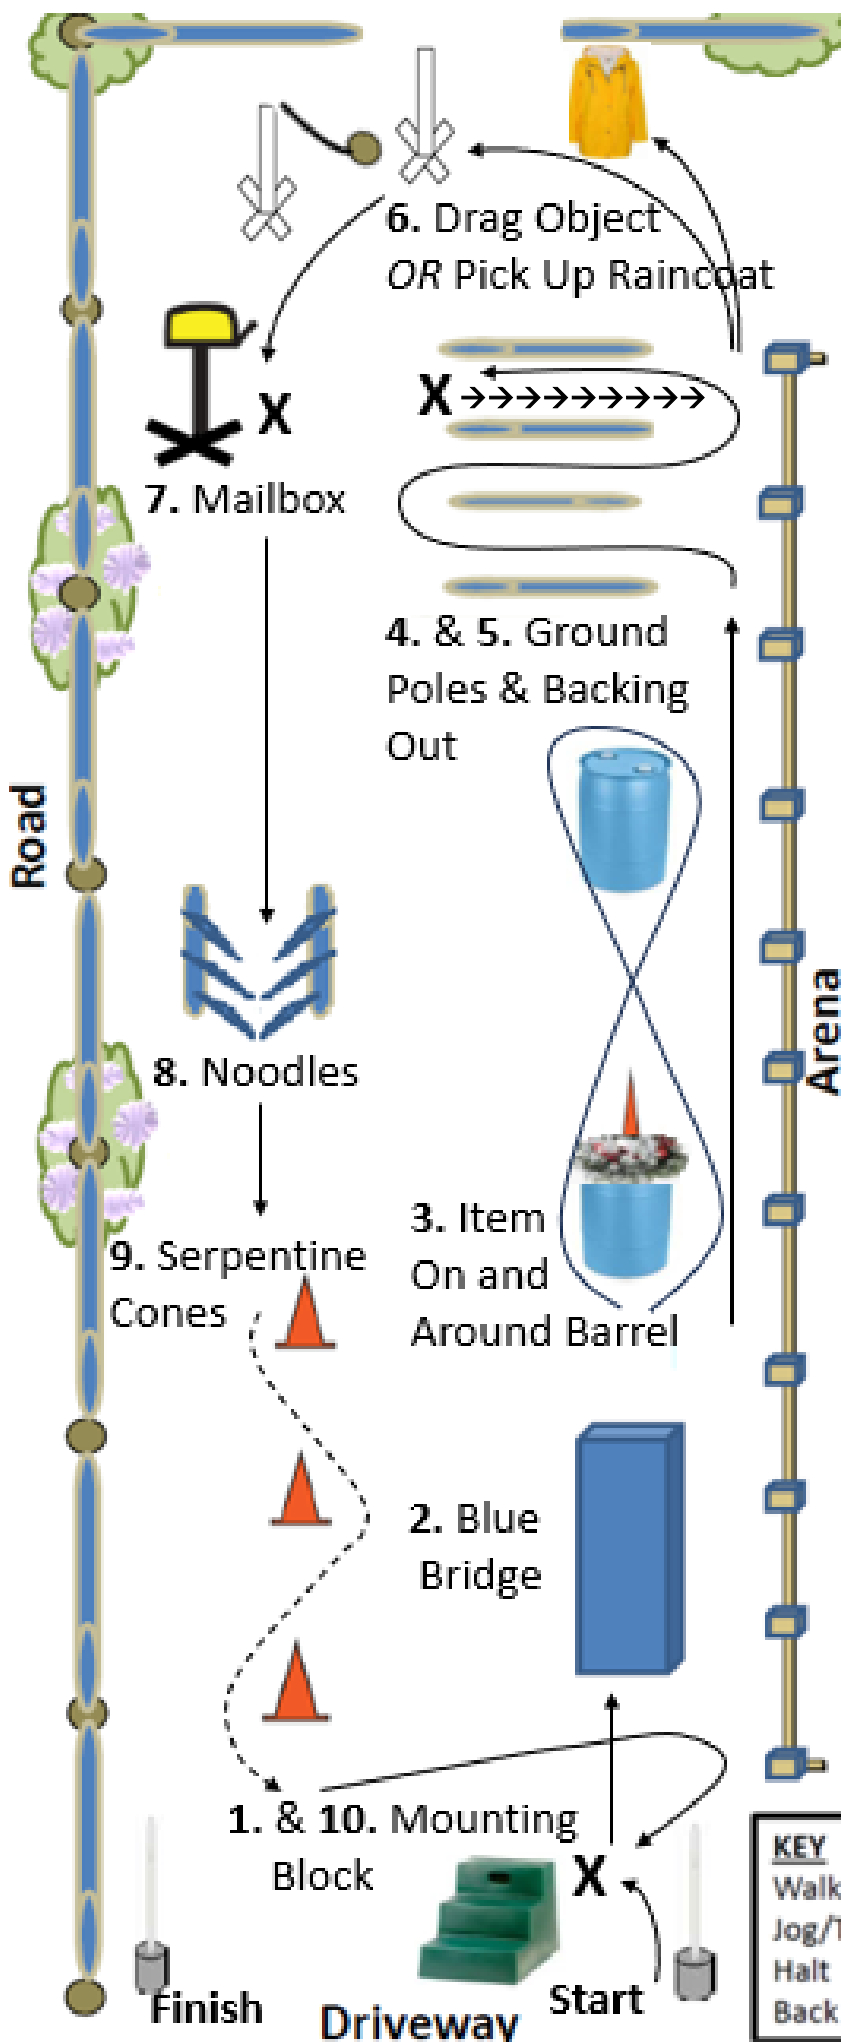 6. Drag Object
OR Pick Up Raincoat
X
X
7. Mailbox
4. & 5. Ground
Poles & Backing
Out
Road
Arena
8. Noodles
3. Item
On and
Around Barrel
9. Serpentine
Cones
2. Blue
Bridge
1. & 10. Mounting
Block
X
KEY
Walk
Jog/T
Halt
Back
Start
Finish
Driveway